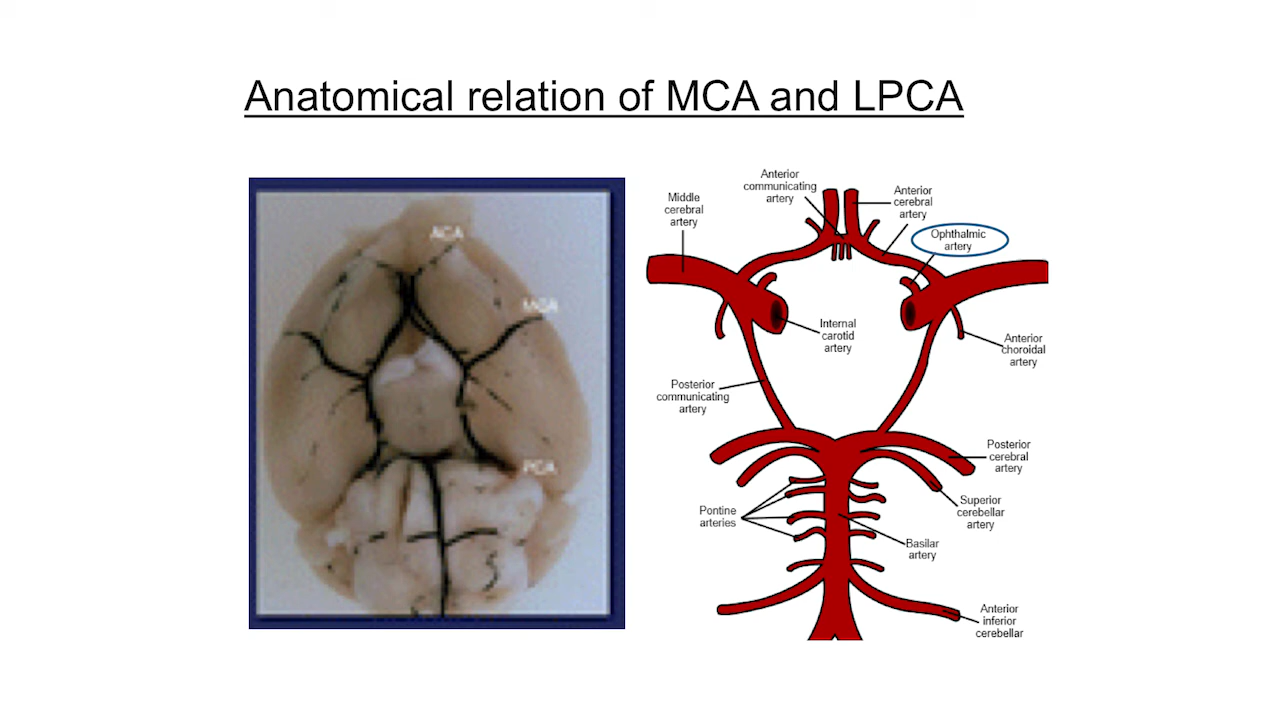 Anatomical relation of MCA and LPCA
ACA
MCA
PCA
Anterior
communicating
artery
Anterior
cerebral
artery
Middle
cerebral
artery
Ophthalmic
artery
Internal
carotid
artery
Anterior
choroidal
artery
Posterior
communicating
artery
Posterior
cerebral
artery
Superior
cerebellar
artery
Pontine
arteries
Basilar
artery
Anterior
inferior
cerebellar